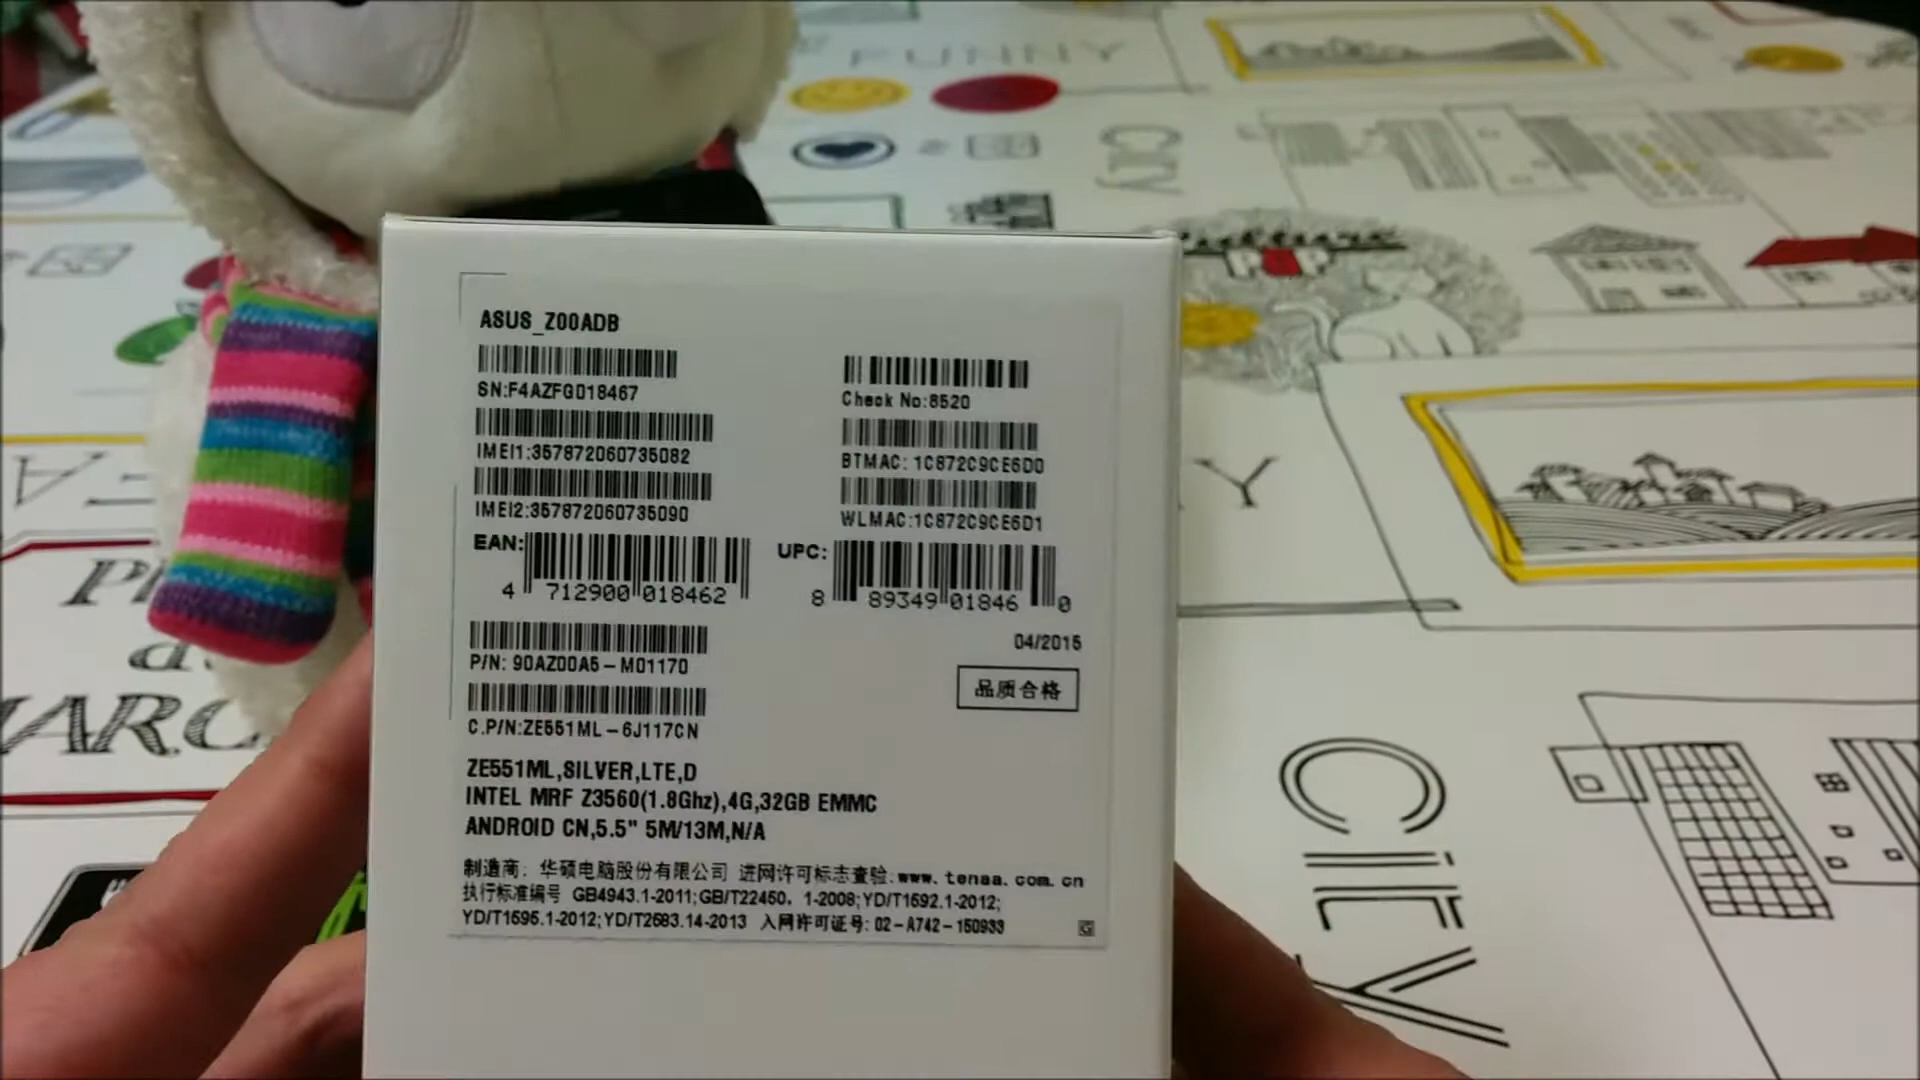 FUNNY
CITY
POP
ASUS_Z00ADB
SN:F4AZFG018467
Check No:8520
IMEI1:357872060735082
BTMAC: 1C872C9CE6D0
IMEI2:357872060735090
WLMAC:1C872C9CE6D1
EAN:
4 712900 018462
UPC:
8 89349 01846 0
04/2015
P/N: 90AZ00A5-M01170
品质合格
C.P/N:ZE551ML-6J117CN
ZE551ML,SILVER,LTE,D
INTEL MRF Z3560(1.8Ghz),4G,32GB EMMC
ANDROID CN,5.5" 5M/13M,N/A
制造商: 华硕电脑股份有限公司 进网许可标志查验:www.tenaa.com.cn
执行标准编号 GB4943.1-2011;GB/T22450. 1-2008;YD/T1592.1-2012;
YD/T1595.1-2012;YD/T2583.14-2013 入网许可证号: 02-A742-150933
CITY